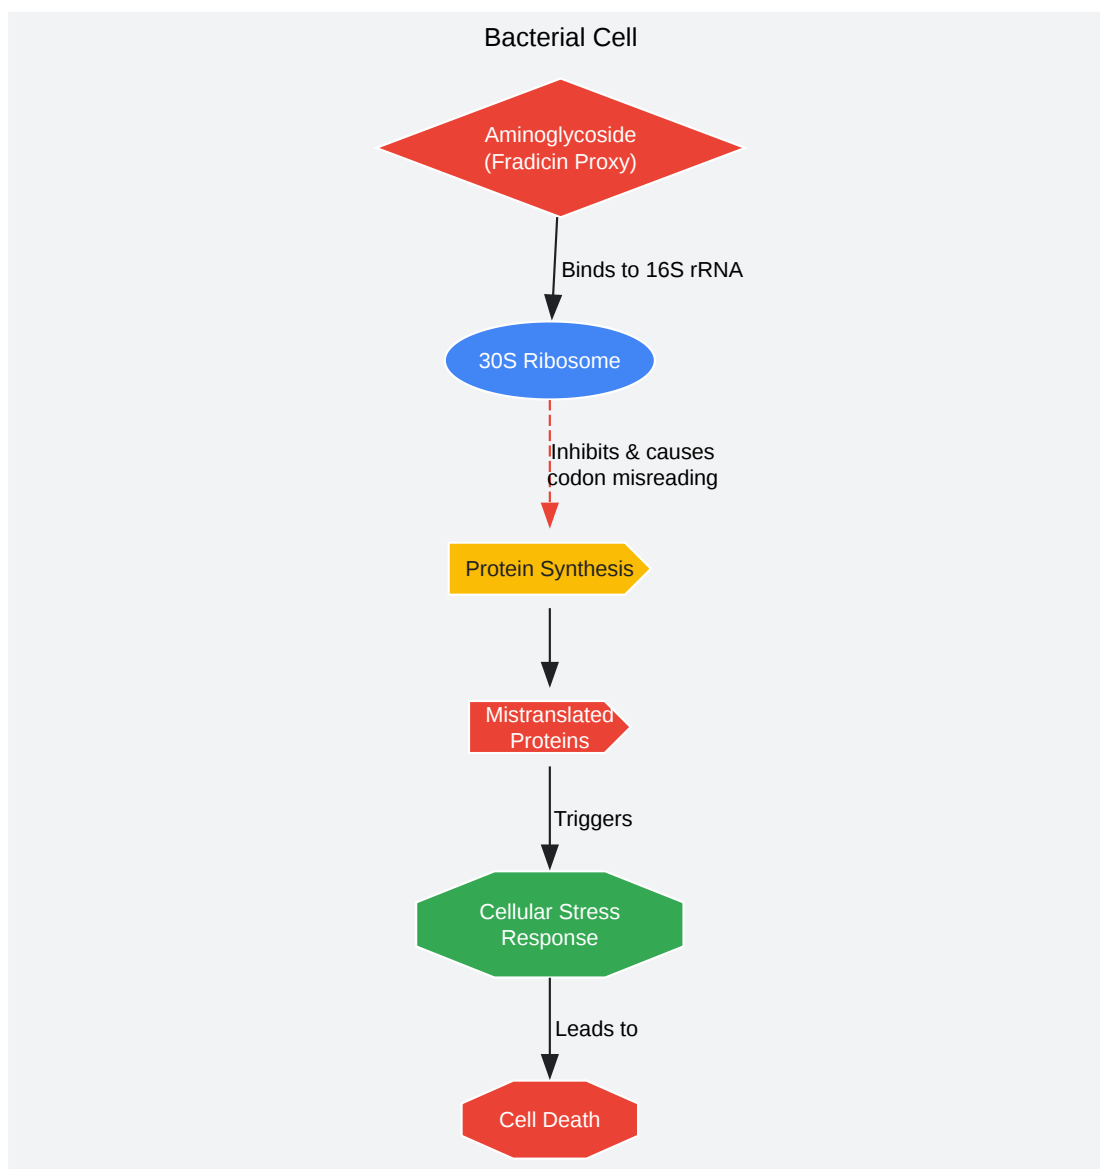 Bacterial Cell
Aminoglycoside
(Fradicin Proxy)
Binds to 16S rRNA
30S Ribosome
Inhibits & causes
codon misreading
Protein Synthesis
Mistranslated
Proteins
Triggers
Cellular Stress
Response
Leads to
Cell Death